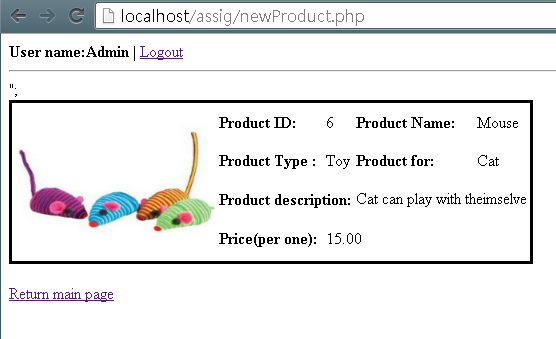 localhost/assig/newProduct.php
User name:Admin | Logout
";
Product ID: 6 Product Name: Mouse
Product Type : Toy Product for: Cat
Product description: Cat can play with theimselve
Price(per one): 15.00
Return main page